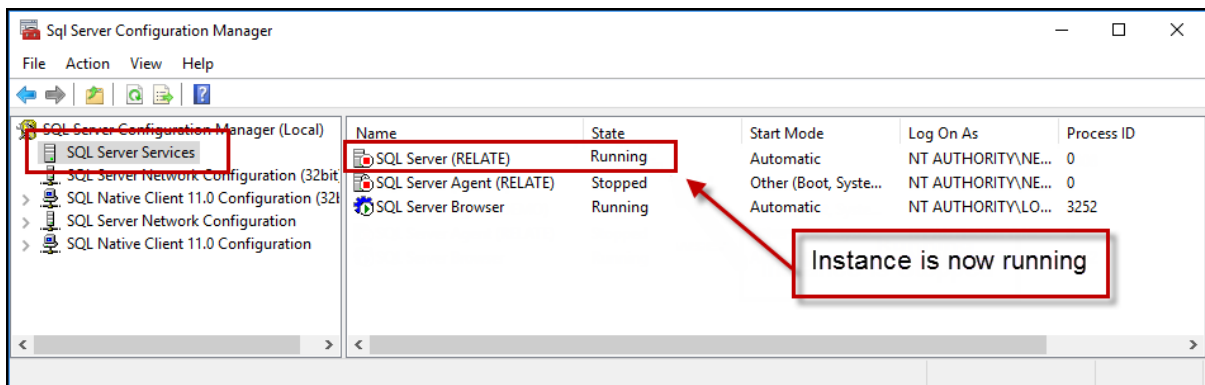 Sql Server Configuration Manager
File Action View Help
SQL Server Configuration Manager (Local)
SQL Server Services
SQL Server Network Configuration (32bit
SQL Native Client 11.0 Configuration (32b
SQL Server Network Configuration
SQL Native Client 11.0 Configuration
Name State Start Mode Log On As Process ID
SQL Server (RELATE) Running Automatic NT AUTHORITY\NE... 0
SQL Server Agent (RELATE) Stopped Other (Boot, Syste... NT AUTHORITY\NE... 0
SQL Server Browser Running Automatic NT AUTHORITY\LO... 3252
Instance is now running